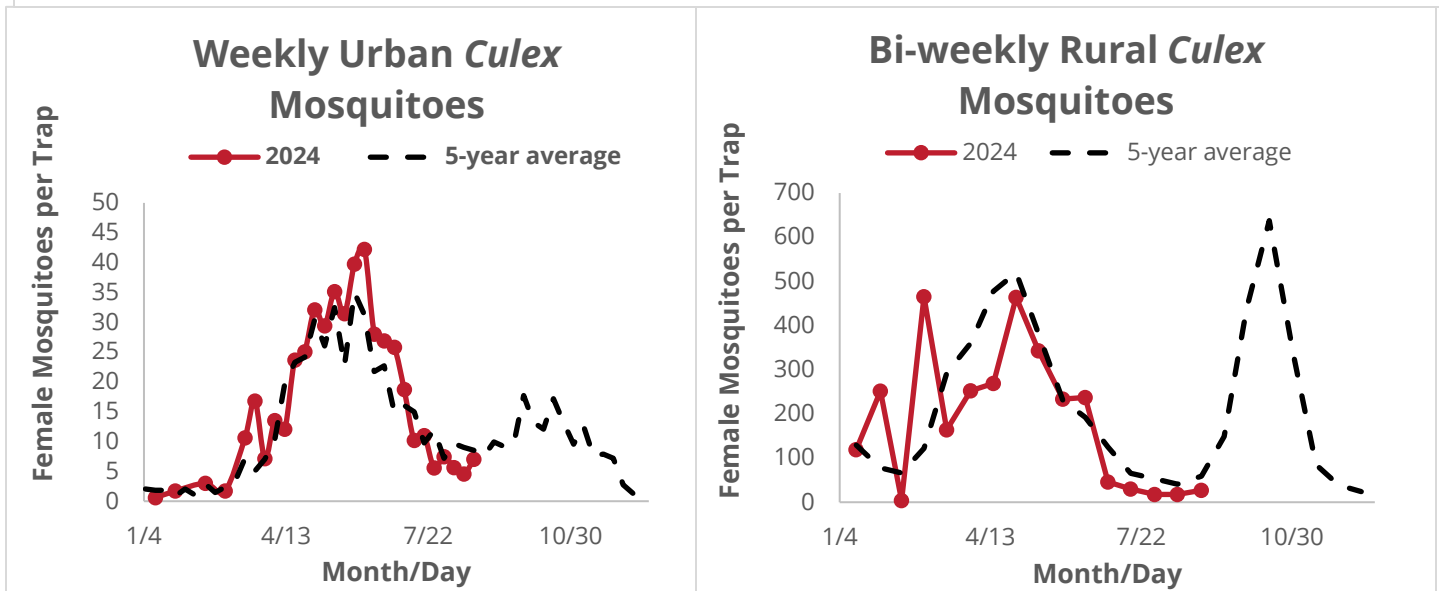 Weekly Urban Culex
Mosquitoes
2024
5-year average
Female Mosquitoes per Trap
50
45
40
35
30
25
20
15
10
5
0
1/4
4/13
7/22
10/30
Month/Day
Bi-weekly Rural Culex
Mosquitoes
2024
5-year average
Female Mosquitoes per Trap
700
600
500
400
300
200
100
0
1/4
4/13
7/22
10/30
Month/Day